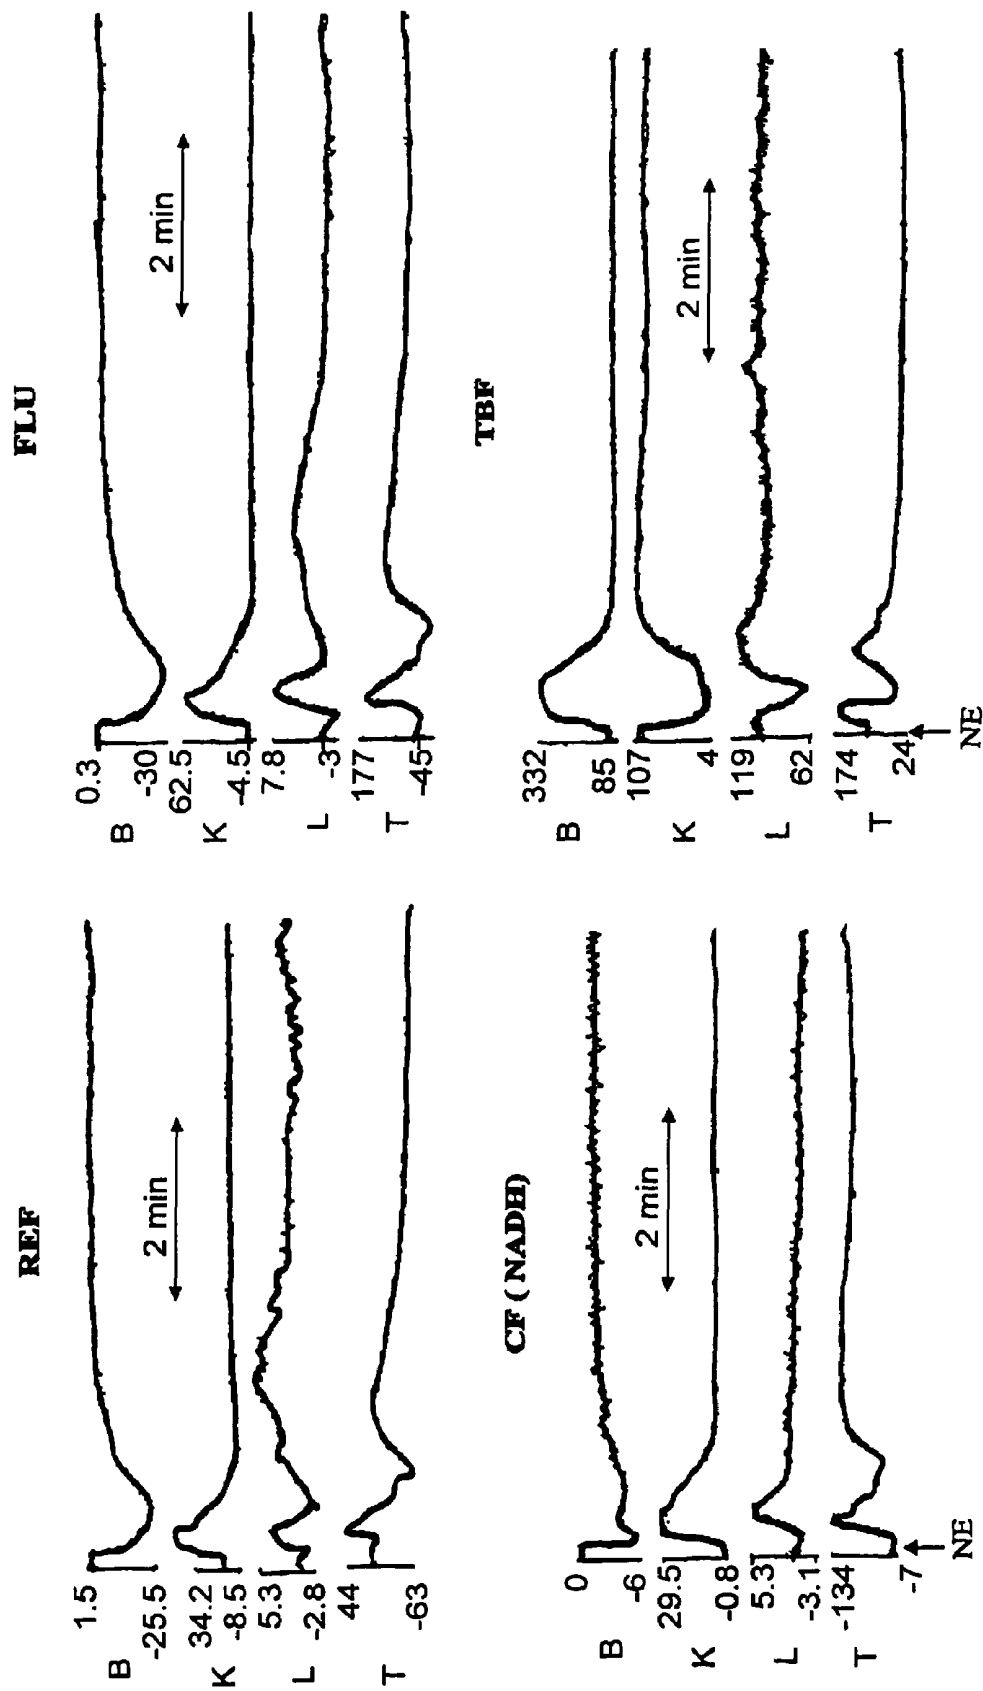 REF
B
1.5
-25.5
K
34.2
-8.5
L
5.3
-2.8
T
44
-63
2 min
FLU
B
0.3
-30
K
62.5
-4.5
L
7.8
-3
T
177
-45
2 min
CF (NADH)
B
0
-6
K
29.5
-0.8
L
5.3
-3.1
T
-134
-7
2 min
NE
TBF
B
332
85
K
107
4
L
119
62
T
174
24
2 min
NE